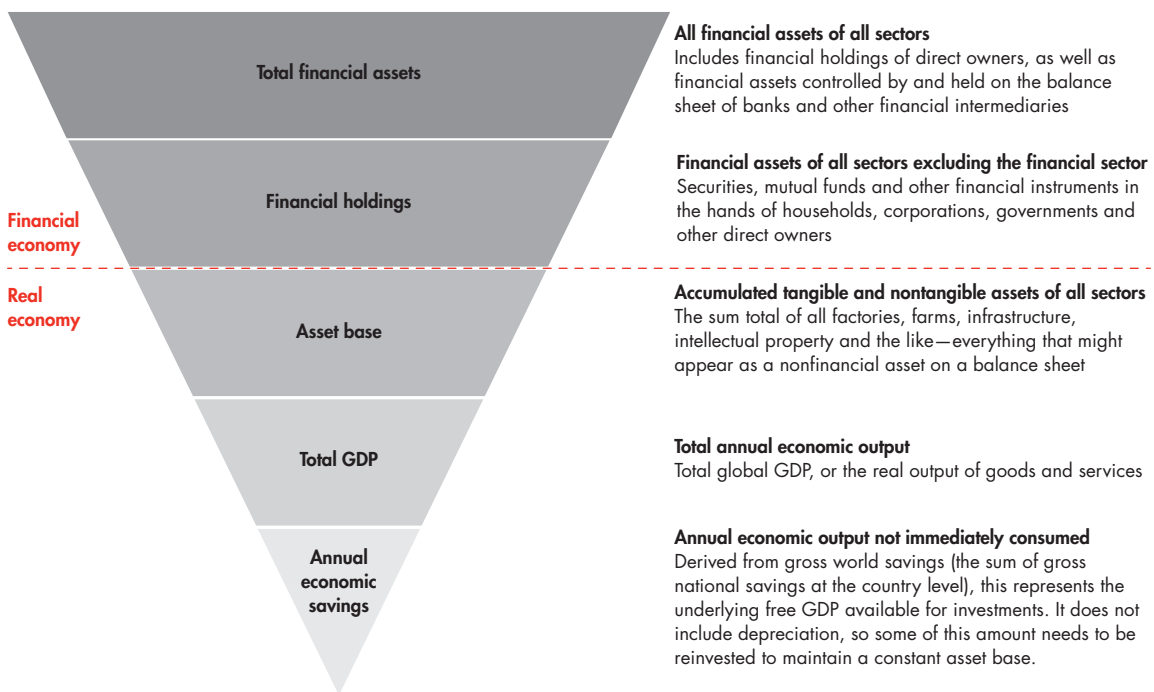 Total financial assets
All financial assets of all sectors
Includes financial holdings of direct owners, as well as
financial assets controlled by and held on the balance
sheet of banks and other financial intermediaries
Financial holdings
Financial assets of all sectors excluding the financial sector
Securities, mutual funds and other financial instruments in
the hands of households, corporations, governments and
other direct owners
Financial
economy
Real
economy
Asset base
Accumulated tangible and nontangible assets of all sectors
The sum total of all factories, farms, infrastructure,
intellectual property and the like—everything that might
appear as a nonfinancial asset on a balance sheet
Total GDP
Total annual economic output
Total global GDP, or the real output of goods and services
Annual
economic
savings
Annual economic output not immediately consumed
Derived from gross world savings (the sum of gross
national savings at the country level), this represents the
underlying free GDP available for investments. It does not
include depreciation, so some of this amount needs to be
reinvested to maintain a constant asset base.